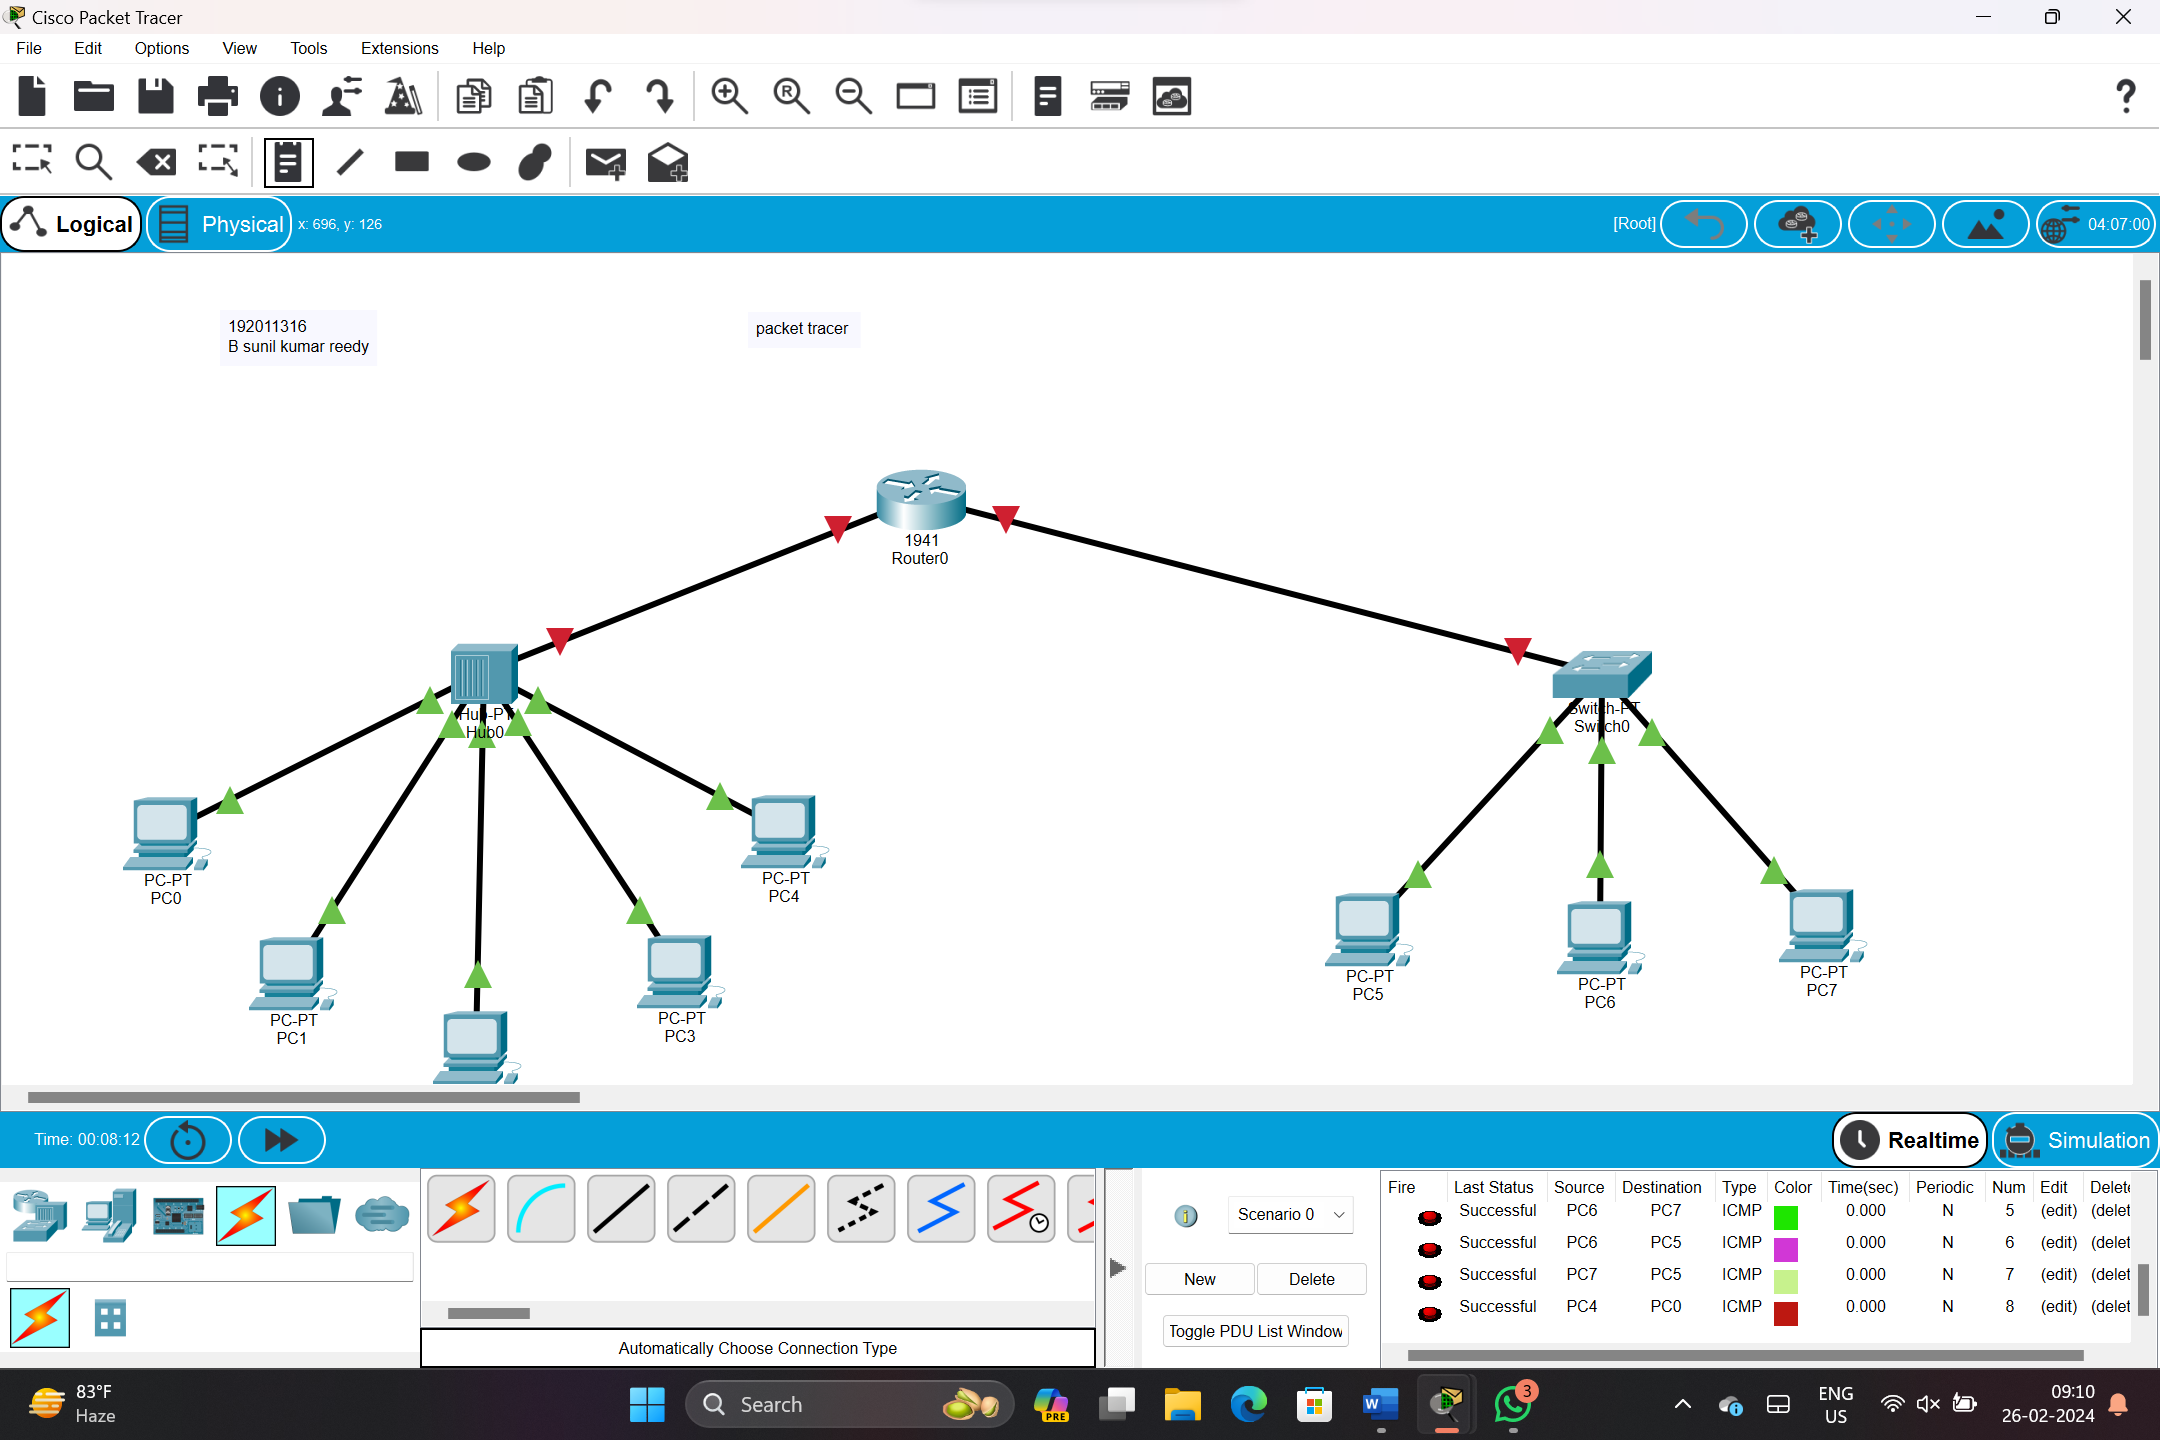 Cisco Packet Tracer
File Edit Options View Tools Extensions Help
Logical Physical x: 696, y: 126 [Root] 04:07:00
192011316
B sunil kumar reedy
packet tracer
1941
Router0
Hub-PT
Hub0
Switch-PT
Switch0
PC-PT
PC0
PC-PT
PC4
PC-PT
PC1
PC-PT
PC3
PC-PT
PC5
PC-PT
PC6
PC-PT
PC7
Time: 00:08:12 Realtime Simulation
Scenario 0
New Delete
Toggle PDU List Window
Automatically Choose Connection Type
Fire Last Status Source Destination Type Color Time(sec) Periodic Num Edit Delete
Successful PC6 PC7 ICMP 0.000 N 5 (edit) (delet
Successful PC6 PC5 ICMP 0.000 N 6 (edit) (delet
Successful PC7 PC5 ICMP 0.000 N 7 (edit) (delet
Successful PC4 PC0 ICMP 0.000 N 8 (edit) (delet
83°F
Haze
Search
PRE
3
ENG
US
09:10
26-02-2024